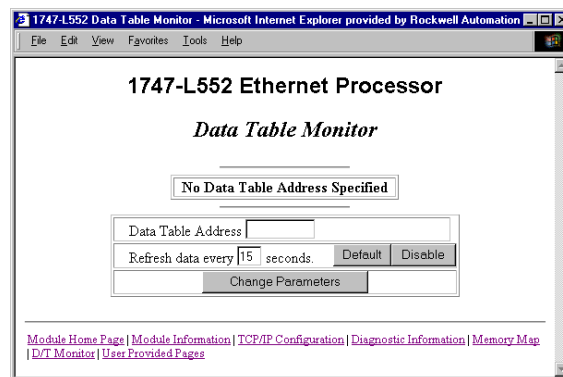 1747-L552 Data Table Monitor - Microsoft Internet Explorer provided by Rockwell Automation
File Edit View Favorites Tools Help
1747-L552 Ethernet Processor
Data Table Monitor
No Data Table Address Specified
Data Table Address
Refresh data every 15 seconds. Default Disable
Change Parameters
Module Home Page | Module Information | TCP/IP Configuration | Diagnostic Information | Memory Map
| D/T Monitor | User Provided Pages